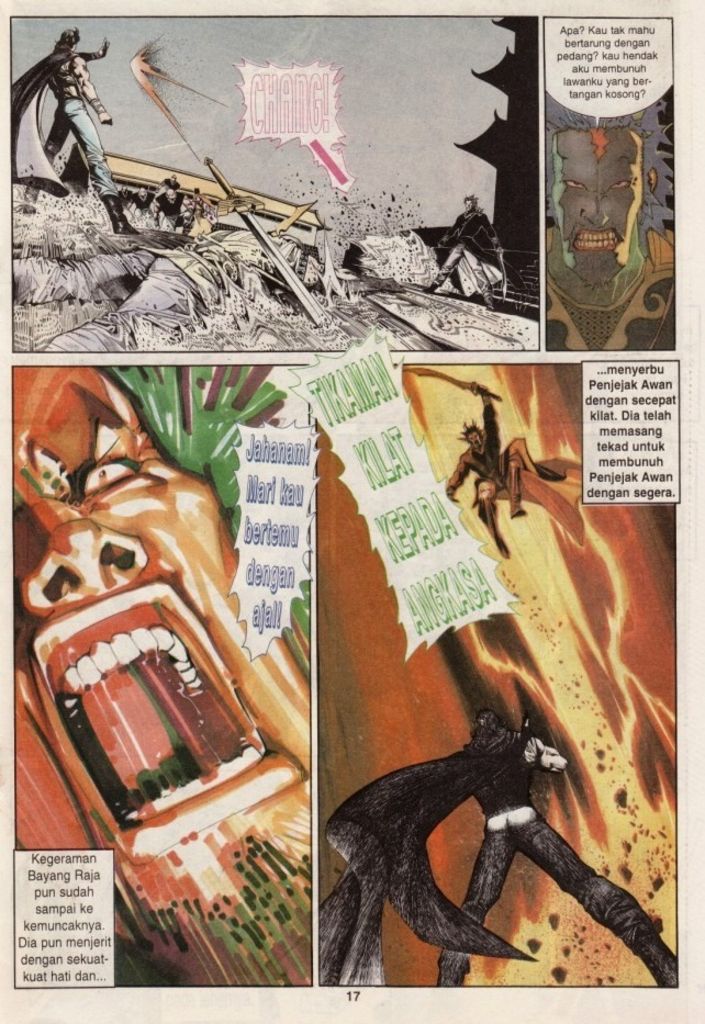 CHANG!
Apa? Kau tak mahu
bertarung dengan
pedang? kau hendak
aku membunuh
lawanku yang ber-
tangan kosong?
Jahanam!
Mari kau
bertemu
dengan
ajal!
Kegeraman
Bayang Raja
pun sudah
sampai ke
kemuncaknya.
Dia pun menjerit
dengan sekuat-
kuat hati dan...
TIKAMAN
KILAT
KEPADA
ANGKASA
...menyerbu
Penjejak Awan
dengan secepat
kilat. Dia telah
memasang
tekad untuk
membunuh
Penjejak Awan
dengan segera.
17